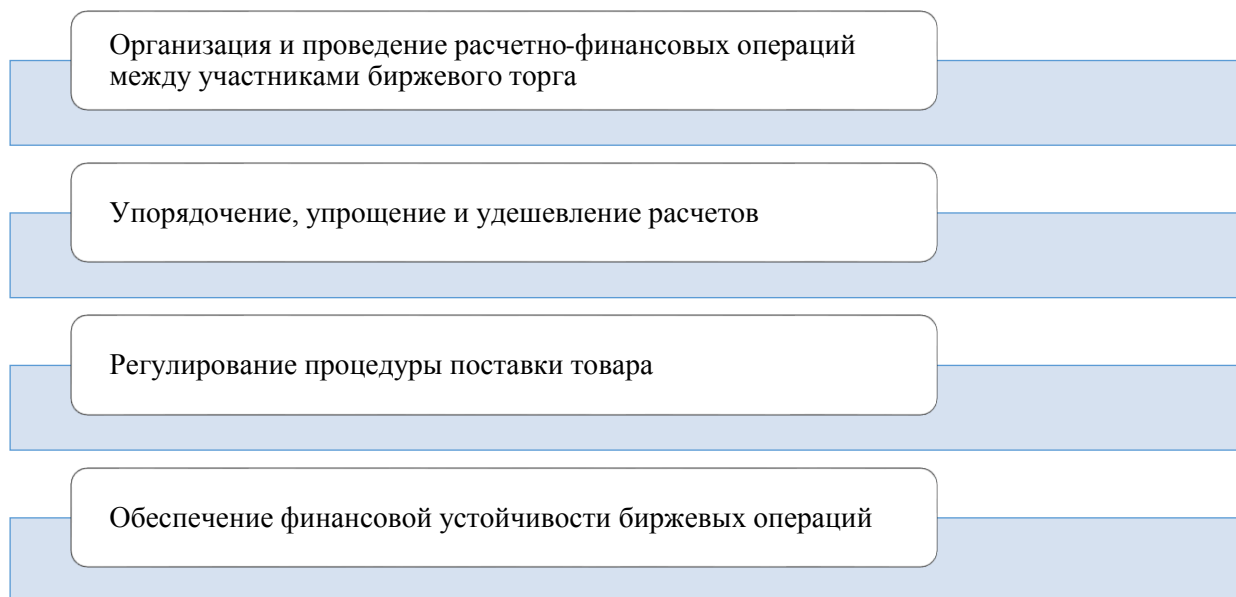 Организация и проведение расчетно-финансовых операций
между участниками биржевого торга
Упорядочение, упрощение и удешевление расчетов
Регулирование процедуры поставки товара
Обеспечение финансовой устойчивости биржевых операций